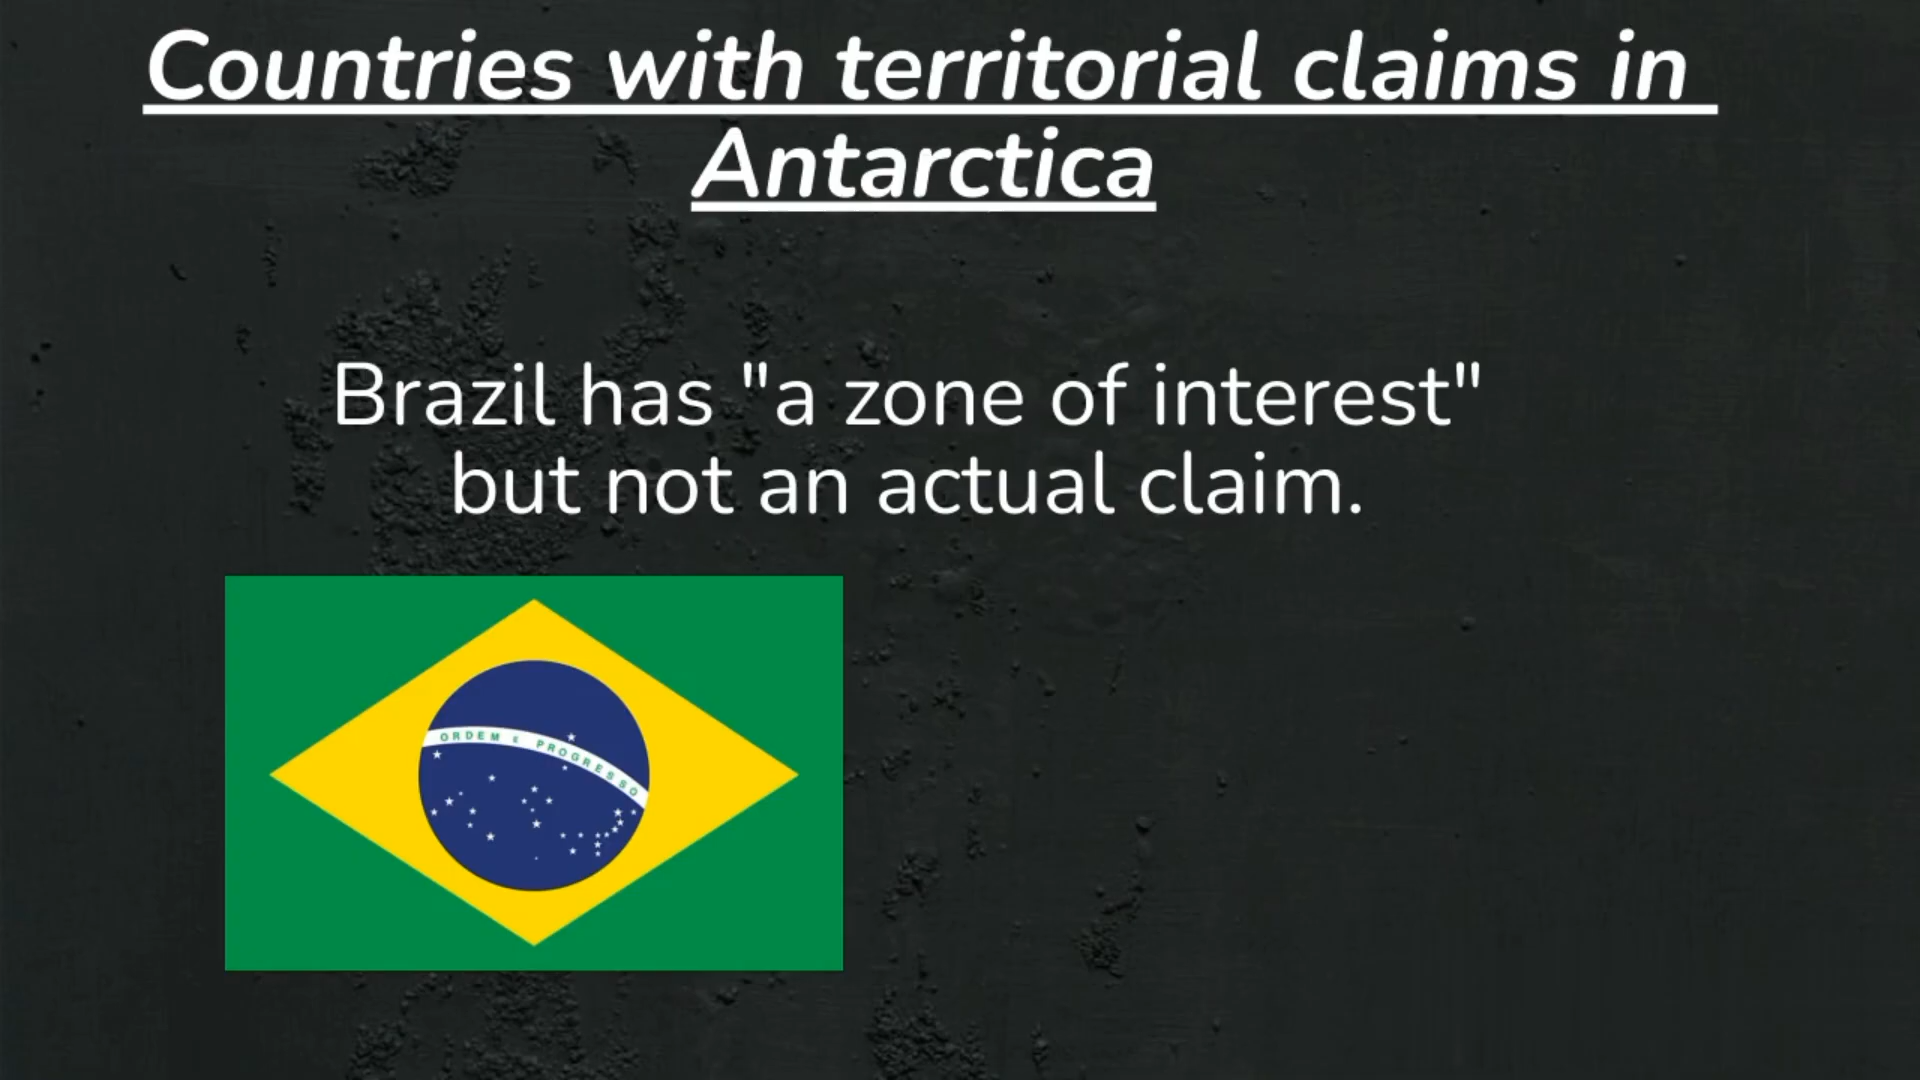 Countries with territorial claims in
Antarctica
Brazil has "a zone of interest"
but not an actual claim.
ORDEM E PROGRESSO